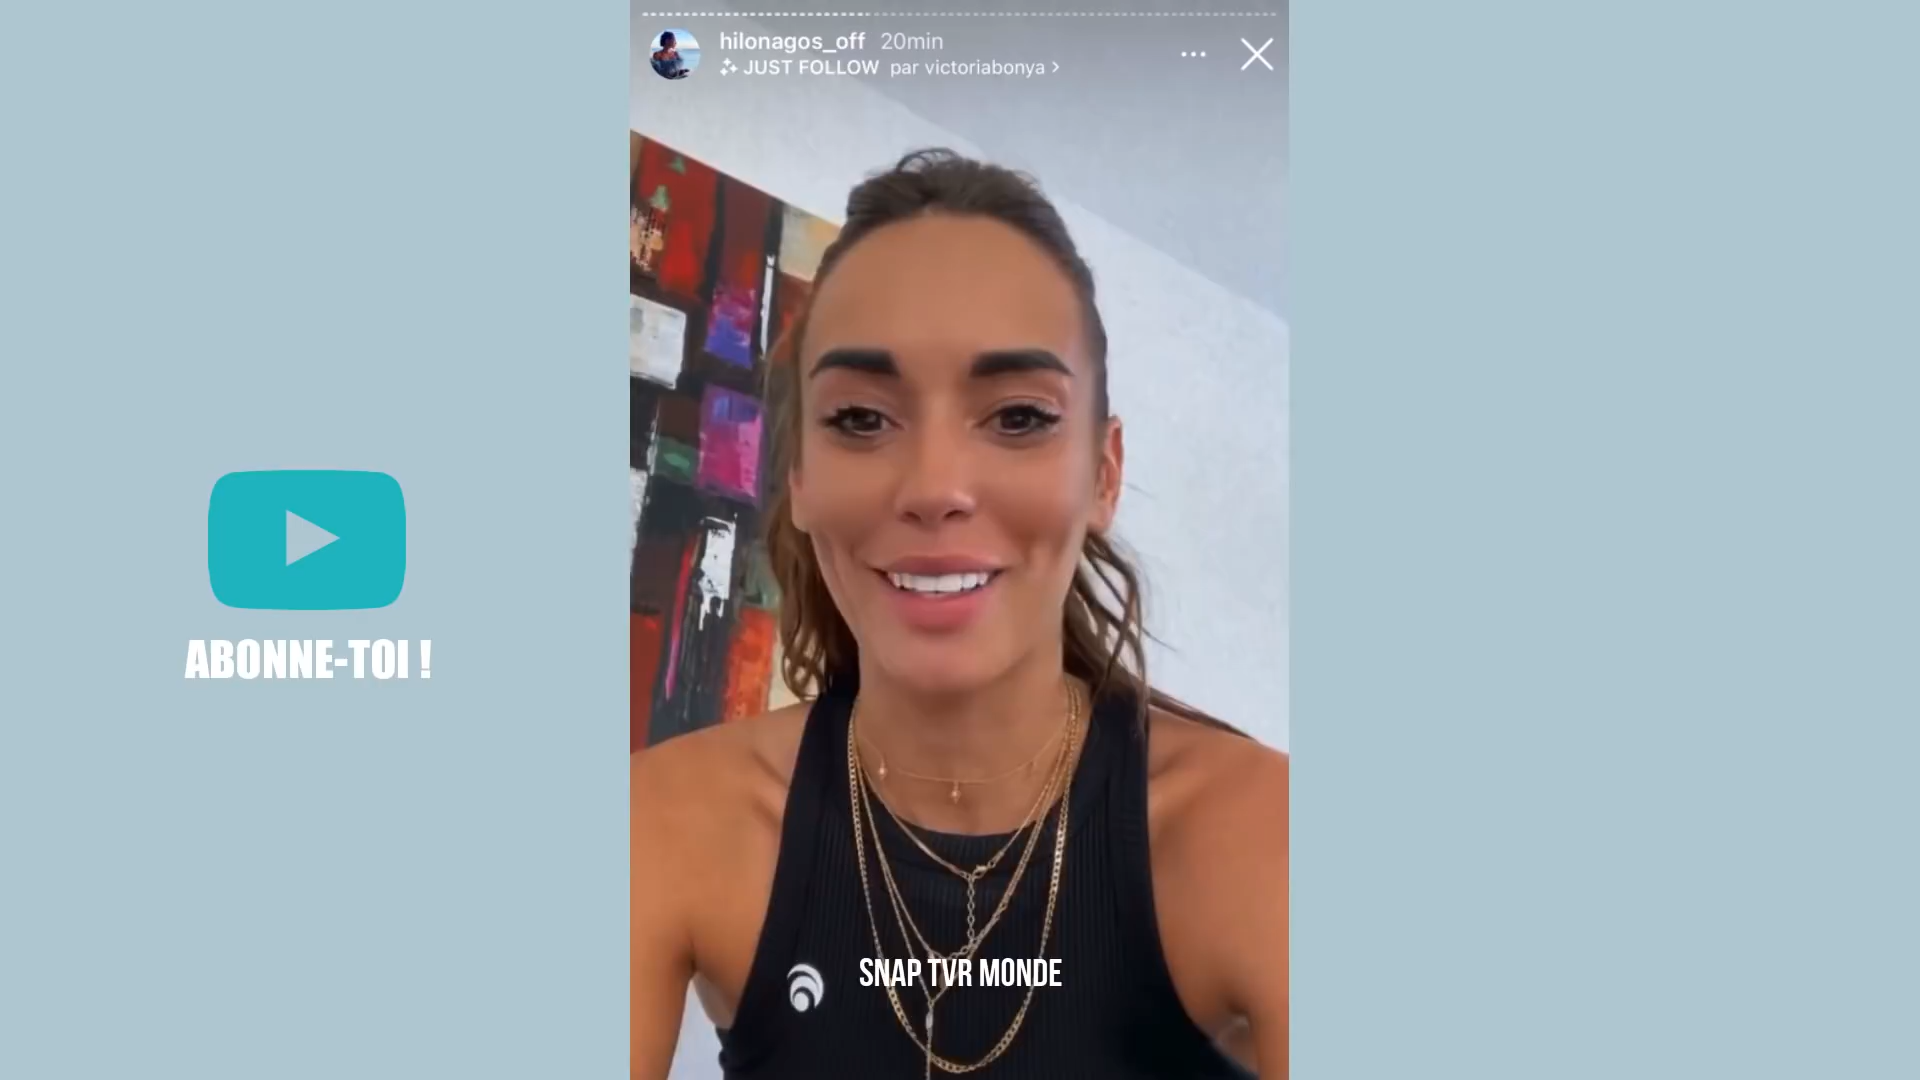 hilonagos_off 20min
JUST FOLLOW par victoriabonya >
ABONNE-TOI !
SNAP TVR MONDE